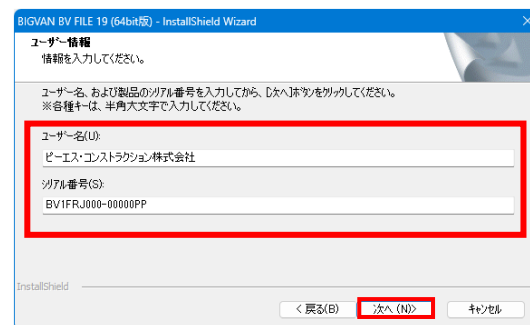 BIGVAN BV FILE 19 (64bit版) - InstallShield Wizard
ユーザー情報
情報を入力してください。
ユーザー名、および製品のシリアル番号を入力してから、[次へ]ボタンをクリックしてください。
※各種キーは、半角大文字で入力してください。
ユーザー名(U):
ピーエス・コンストラクション株式会社
シリアル番号(S):
BV1FRJ000-00000PP
InstallShield
< 戻る(B)
次へ (N)>
キャンセル